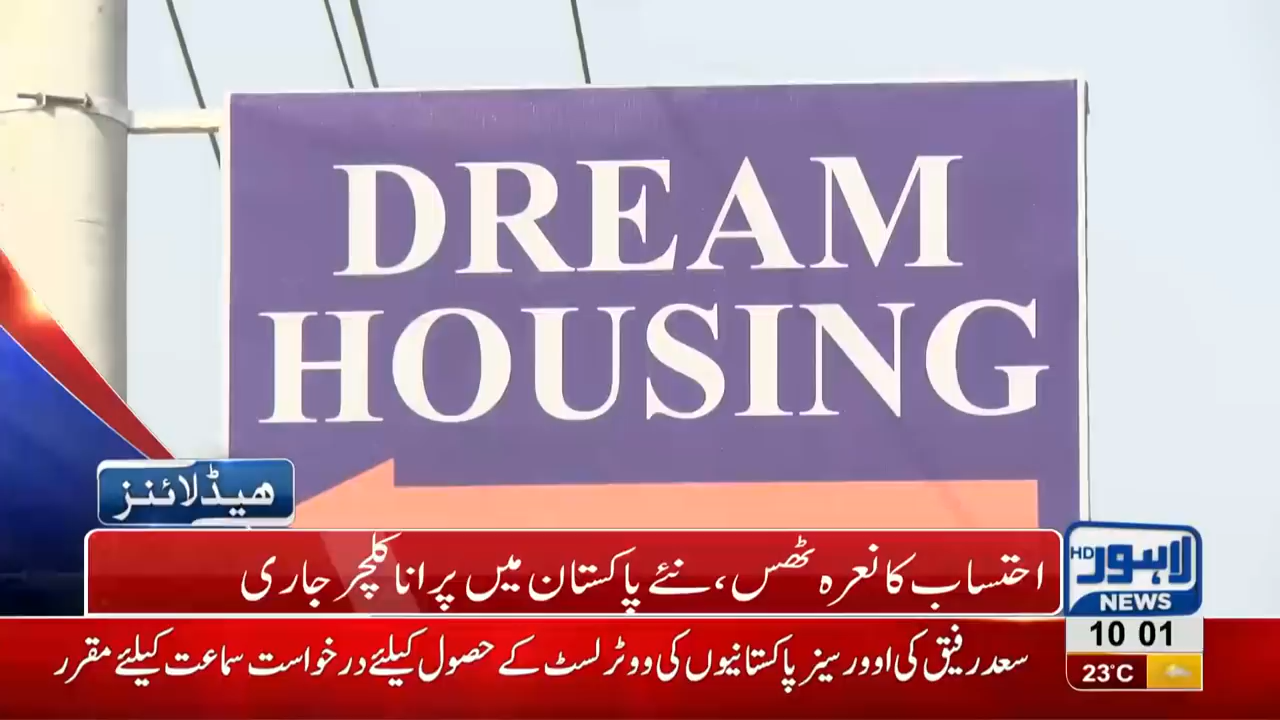 DREAM
HOUSING
ھیڈلائنز
احتساب کا نعرہ ٹھس، نئے پاکستان میں پرانا کلچر جاری
HD لاہور
NEWS
10 01
سعد رفیق کی اوورسیز پاکستانیوں کی ووٹر لسٹ کے حصول کیلئے درخواست سماعت کیلئے مقرر
23°C